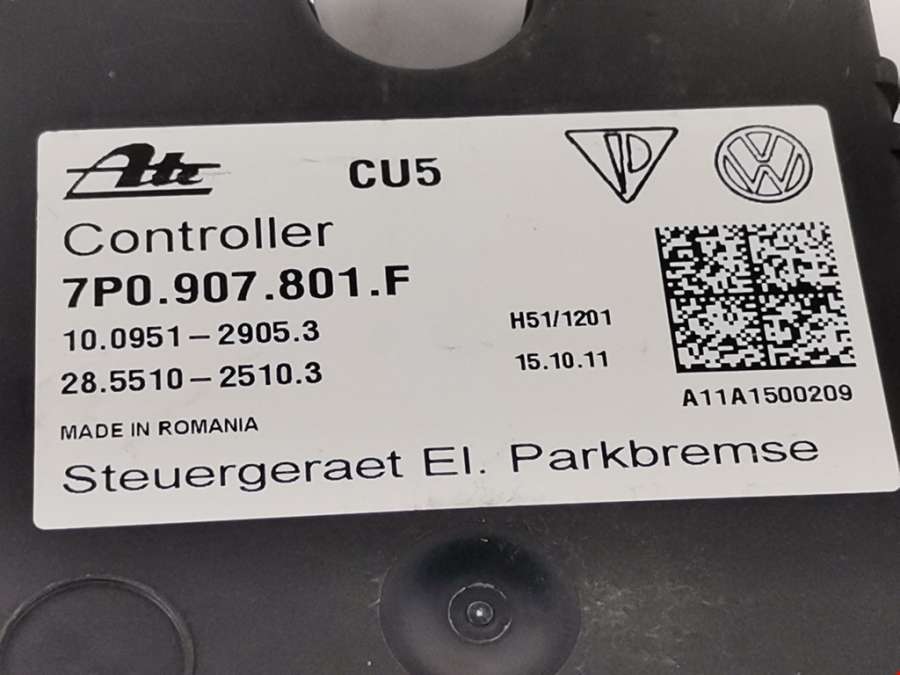 Ate
CU5
VW
Controller
7P0.907.801.F
10.0951-2905.3
28.5510-2510.3
H51/1201
15.10.11
A11A1500209
MADE IN ROMANIA
Steuergeraet El. Parkbremse